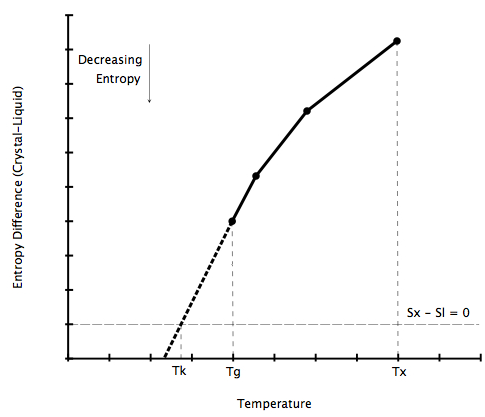 Decreasing
Entropy
Entropy Difference (Crystal-Liquid)
Sx - Sl = 0
Tk
Tg
Tx
Temperature